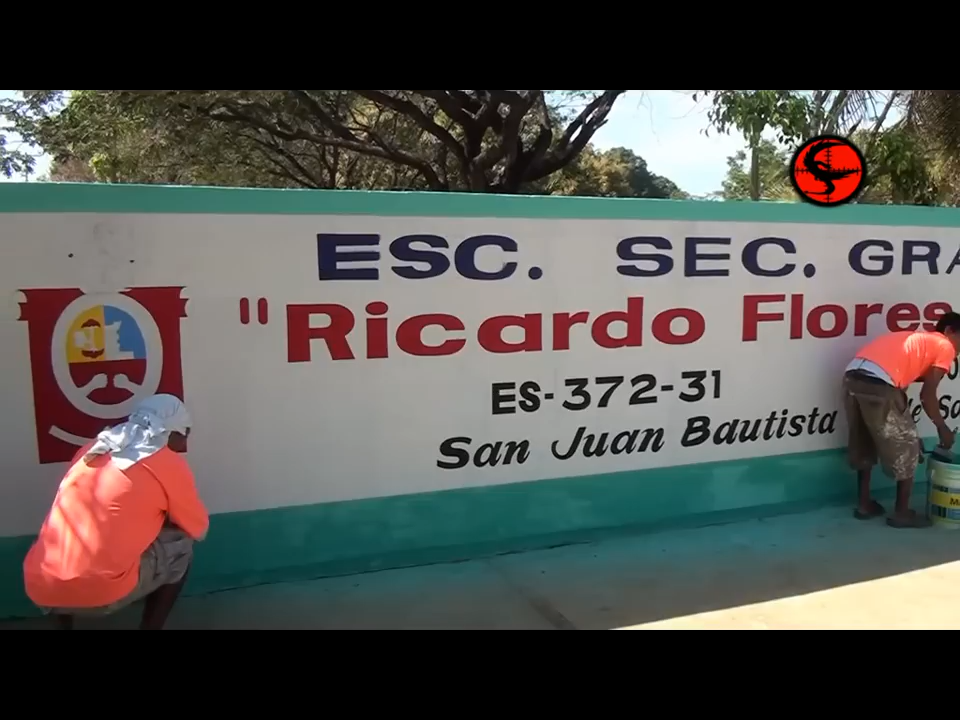 ESC. SEC. GRA
"Ricardo Flores
ES-372-31
San Juan Bautista